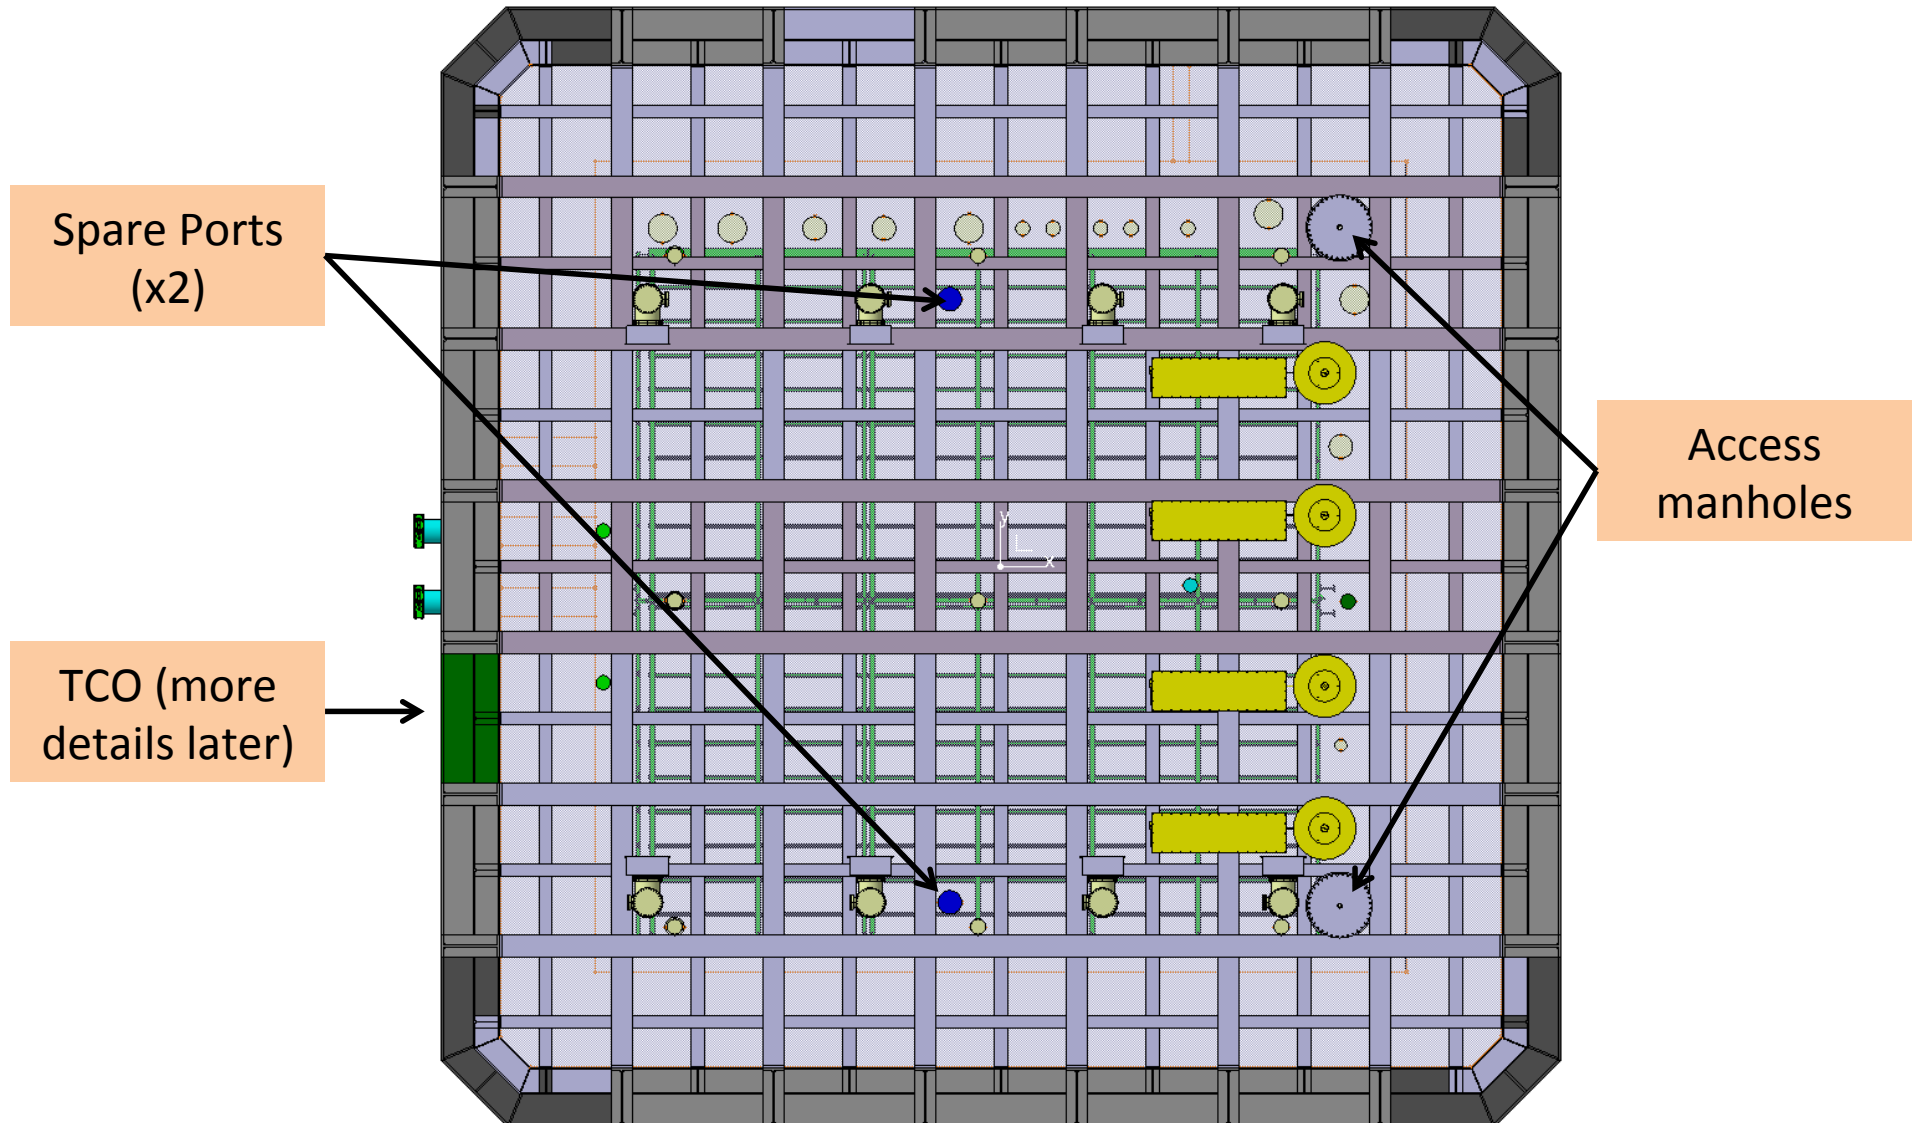 Spare Ports
(x2)
Access
manholes
y
x
TCO (more
details later)